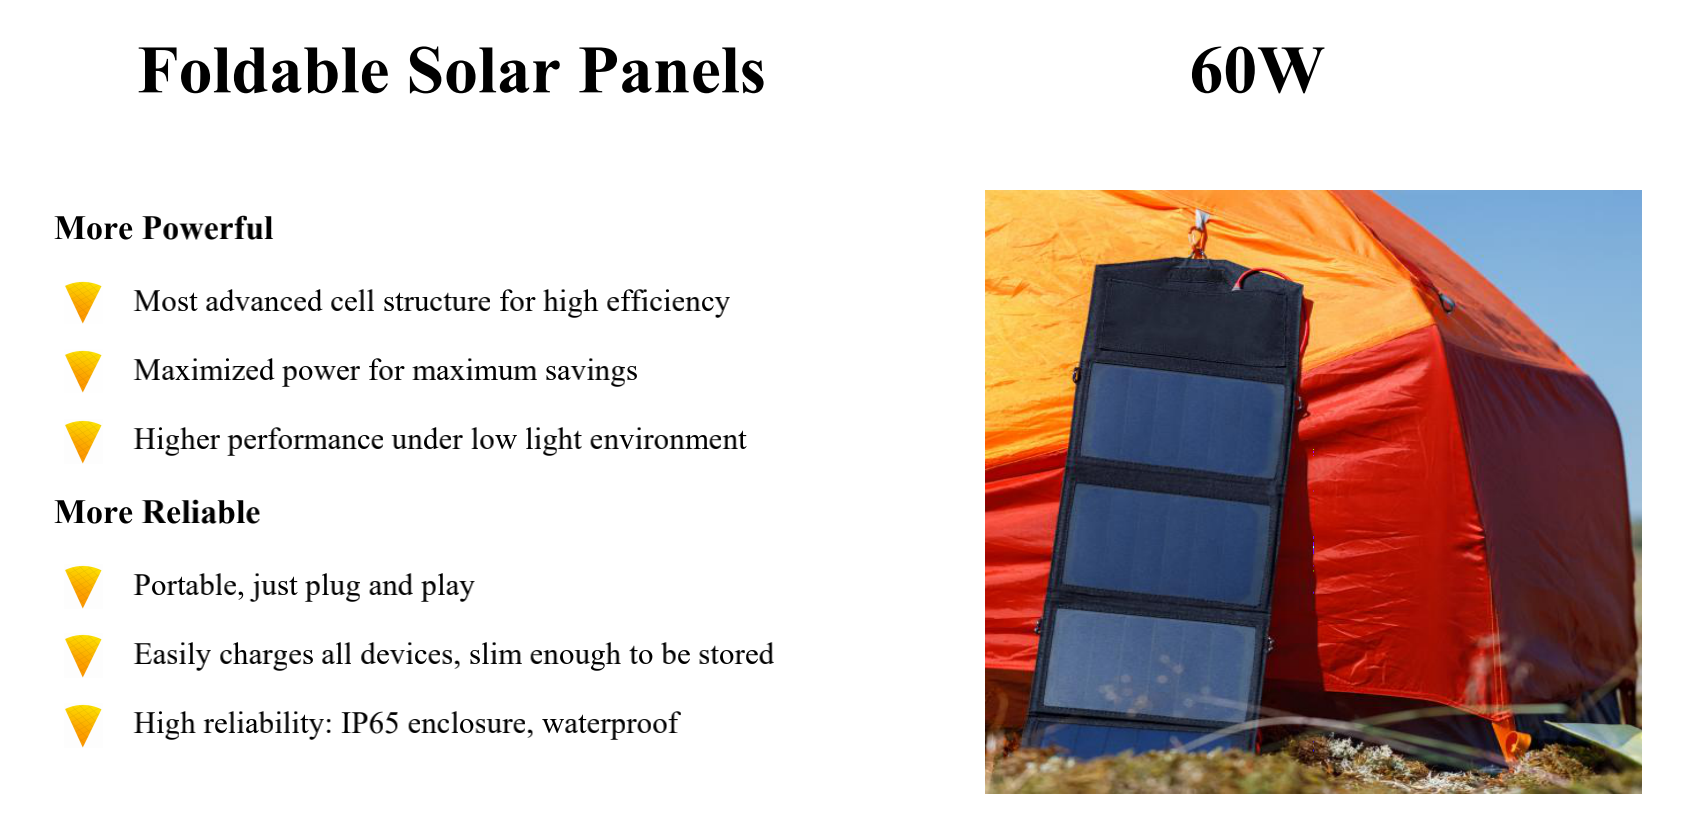 Foldable Solar Panels
60W
More Powerful
Most advanced cell structure for high efficiency
Maximized power for maximum savings
Higher performance under low light environment
More Reliable
Portable, just plug and play
Easily charges all devices, slim enough to be stored
High reliability: IP65 enclosure, waterproof